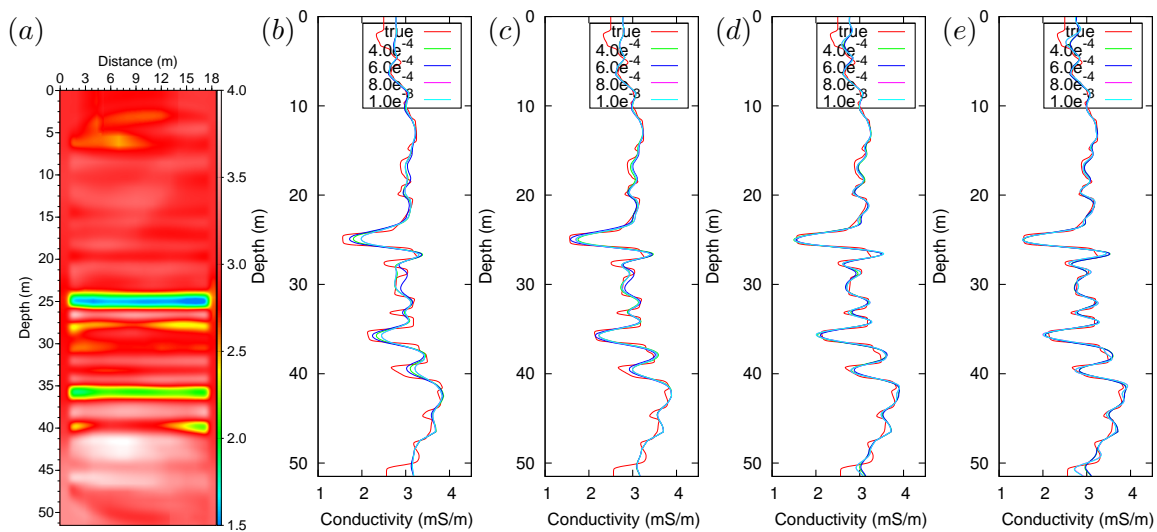 (a)
Distance (m)
0 3 6 9 12 15 18
Depth (m)
0
5
10
15
20
25
30
35
40
45
50
4.0
3.5
3.0
2.5
2.0
1.5
(b)
true
4.0e-4
6.0e-4
8.0e-4
1.0e-3
Depth (m)
0
10
20
30
40
50
1 2 3 4
Conductivity (mS/m)
(c)
true
4.0e-4
6.0e-4
8.0e-4
1.0e-3
Depth (m)
0
10
20
30
40
50
1 2 3 4
Conductivity (mS/m)
(d)
true
4.0e-4
6.0e-4
8.0e-4
1.0e-3
Depth (m)
0
10
20
30
40
50
1 2 3 4
Conductivity (mS/m)
(e)
true
4.0e-4
6.0e-4
8.0e-4
1.0e-3
Depth (m)
0
10
20
30
40
50
1 2 3 4
Conductivity (mS/m)